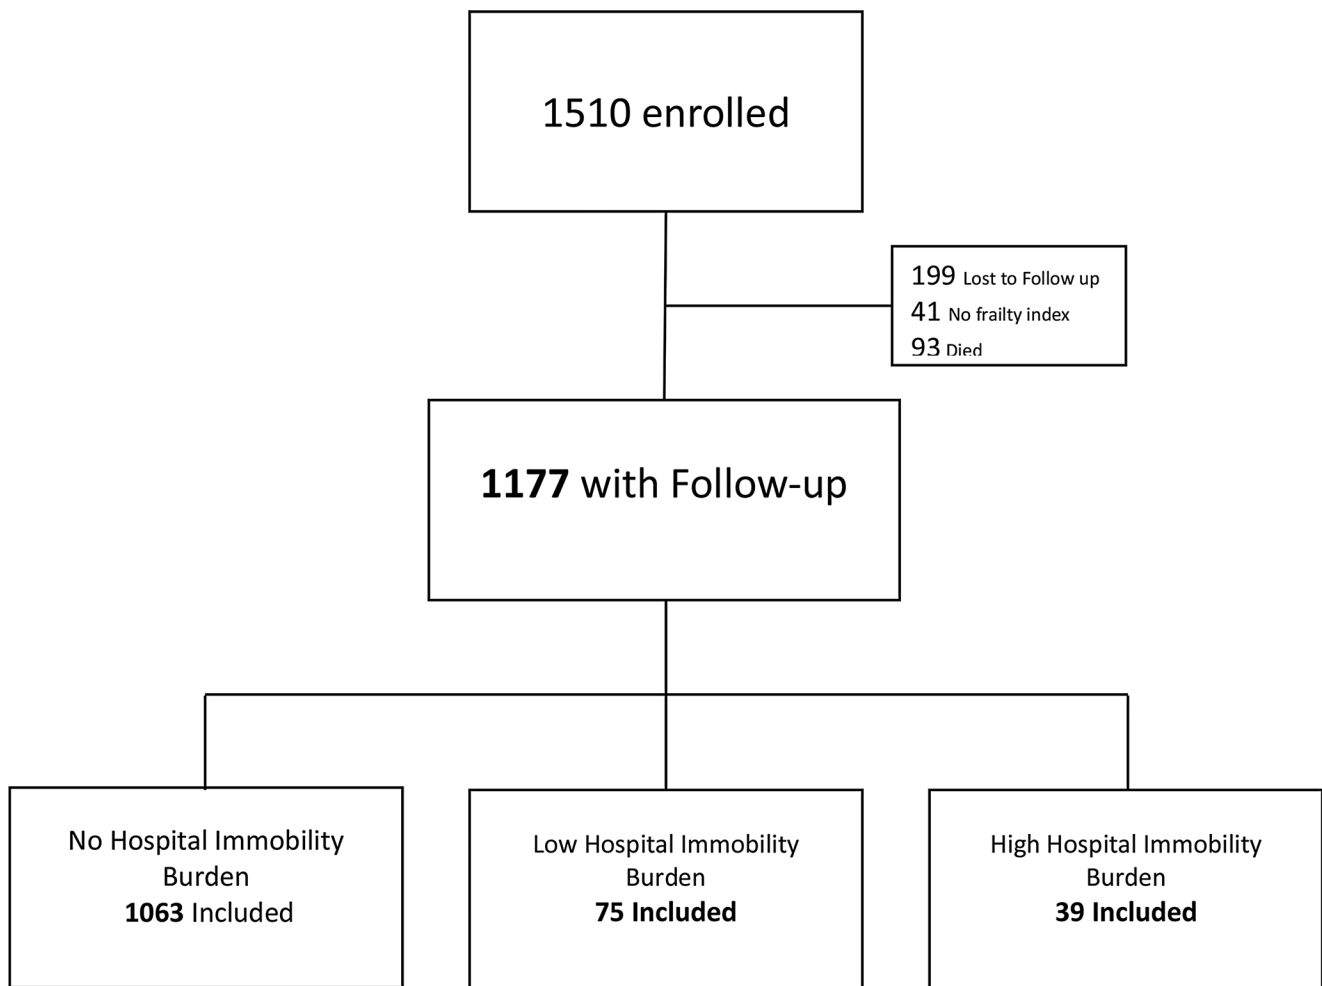 1510 enrolled
199 Lost to Follow up
41 No frailty index
93 Died
1177 with Follow-up
No Hospital Immobility
Burden
1063 Included
Low Hospital Immobility
Burden
75 Included
High Hospital Immobility
Burden
39 Included